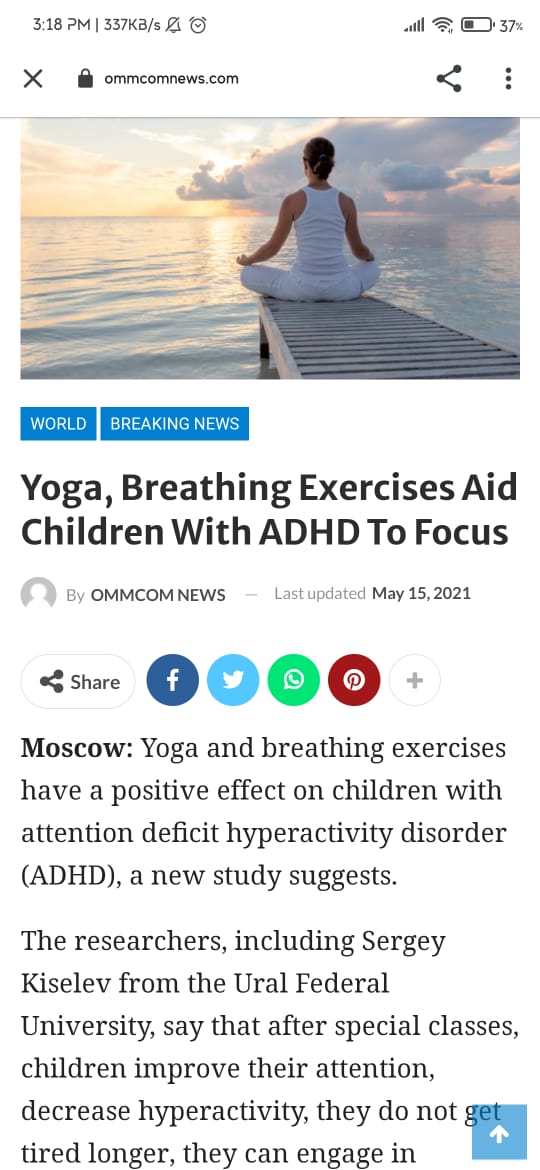 3:18 PM | 337KB/s
37%
ommcomnews.com
WORLD BREAKING NEWS
Yoga, Breathing Exercises Aid
Children With ADHD To Focus
By OMMCOM NEWS — Last updated May 15, 2021
Share
Moscow: Yoga and breathing exercises
have a positive effect on children with
attention deficit hyperactivity disorder
(ADHD), a new study suggests.
The researchers, including Sergey
Kiselev from the Ural Federal
University, say that after special classes,
children improve their attention,
decrease hyperactivity, they do not get
tired longer, they can engage in